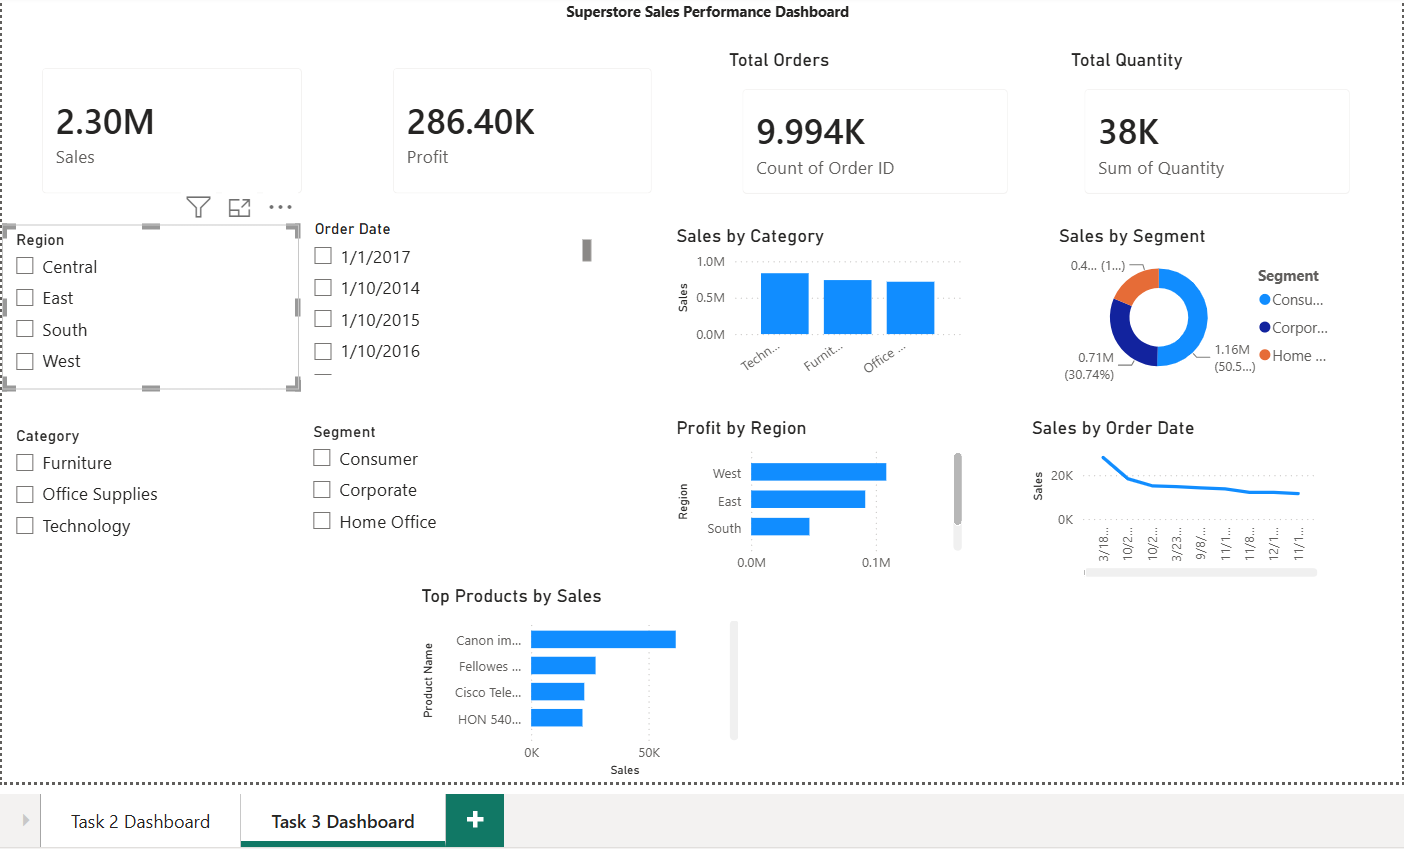 Superstore Sales Performance Dashboard
2.30M
Sales
286.40K
Profit
Total Orders
9.994K
Count of Order ID
Total Quantity
38K
Sum of Quantity
Region
Central
East
South
West
Order Date
1/1/2017
1/10/2014
1/10/2015
1/10/2016
Sales by Category
Sales
1.0M
0.5M
0.0M
Techn...
Furnit...
Office ...
Sales by Segment
0.4... (1...)
0.71M
(30.74%)
1.16M
(50.5...)
Segment
Consu...
Corpor...
Home ...
Category
Furniture
Office Supplies
Technology
Segment
Consumer
Corporate
Home Office
Profit by Region
Region
West
East
South
0.0M
0.1M
Sales by Order Date
Sales
20K
0K
3/18...
10/2...
10/2...
3/23...
9/8/...
11/1...
11/8...
12/1...
11/1...
Top Products by Sales
Product Name
Canon im...
Fellowes ...
Cisco Tele...
HON 540...
0K
50K
Sales
Task 2 Dashboard
Task 3 Dashboard